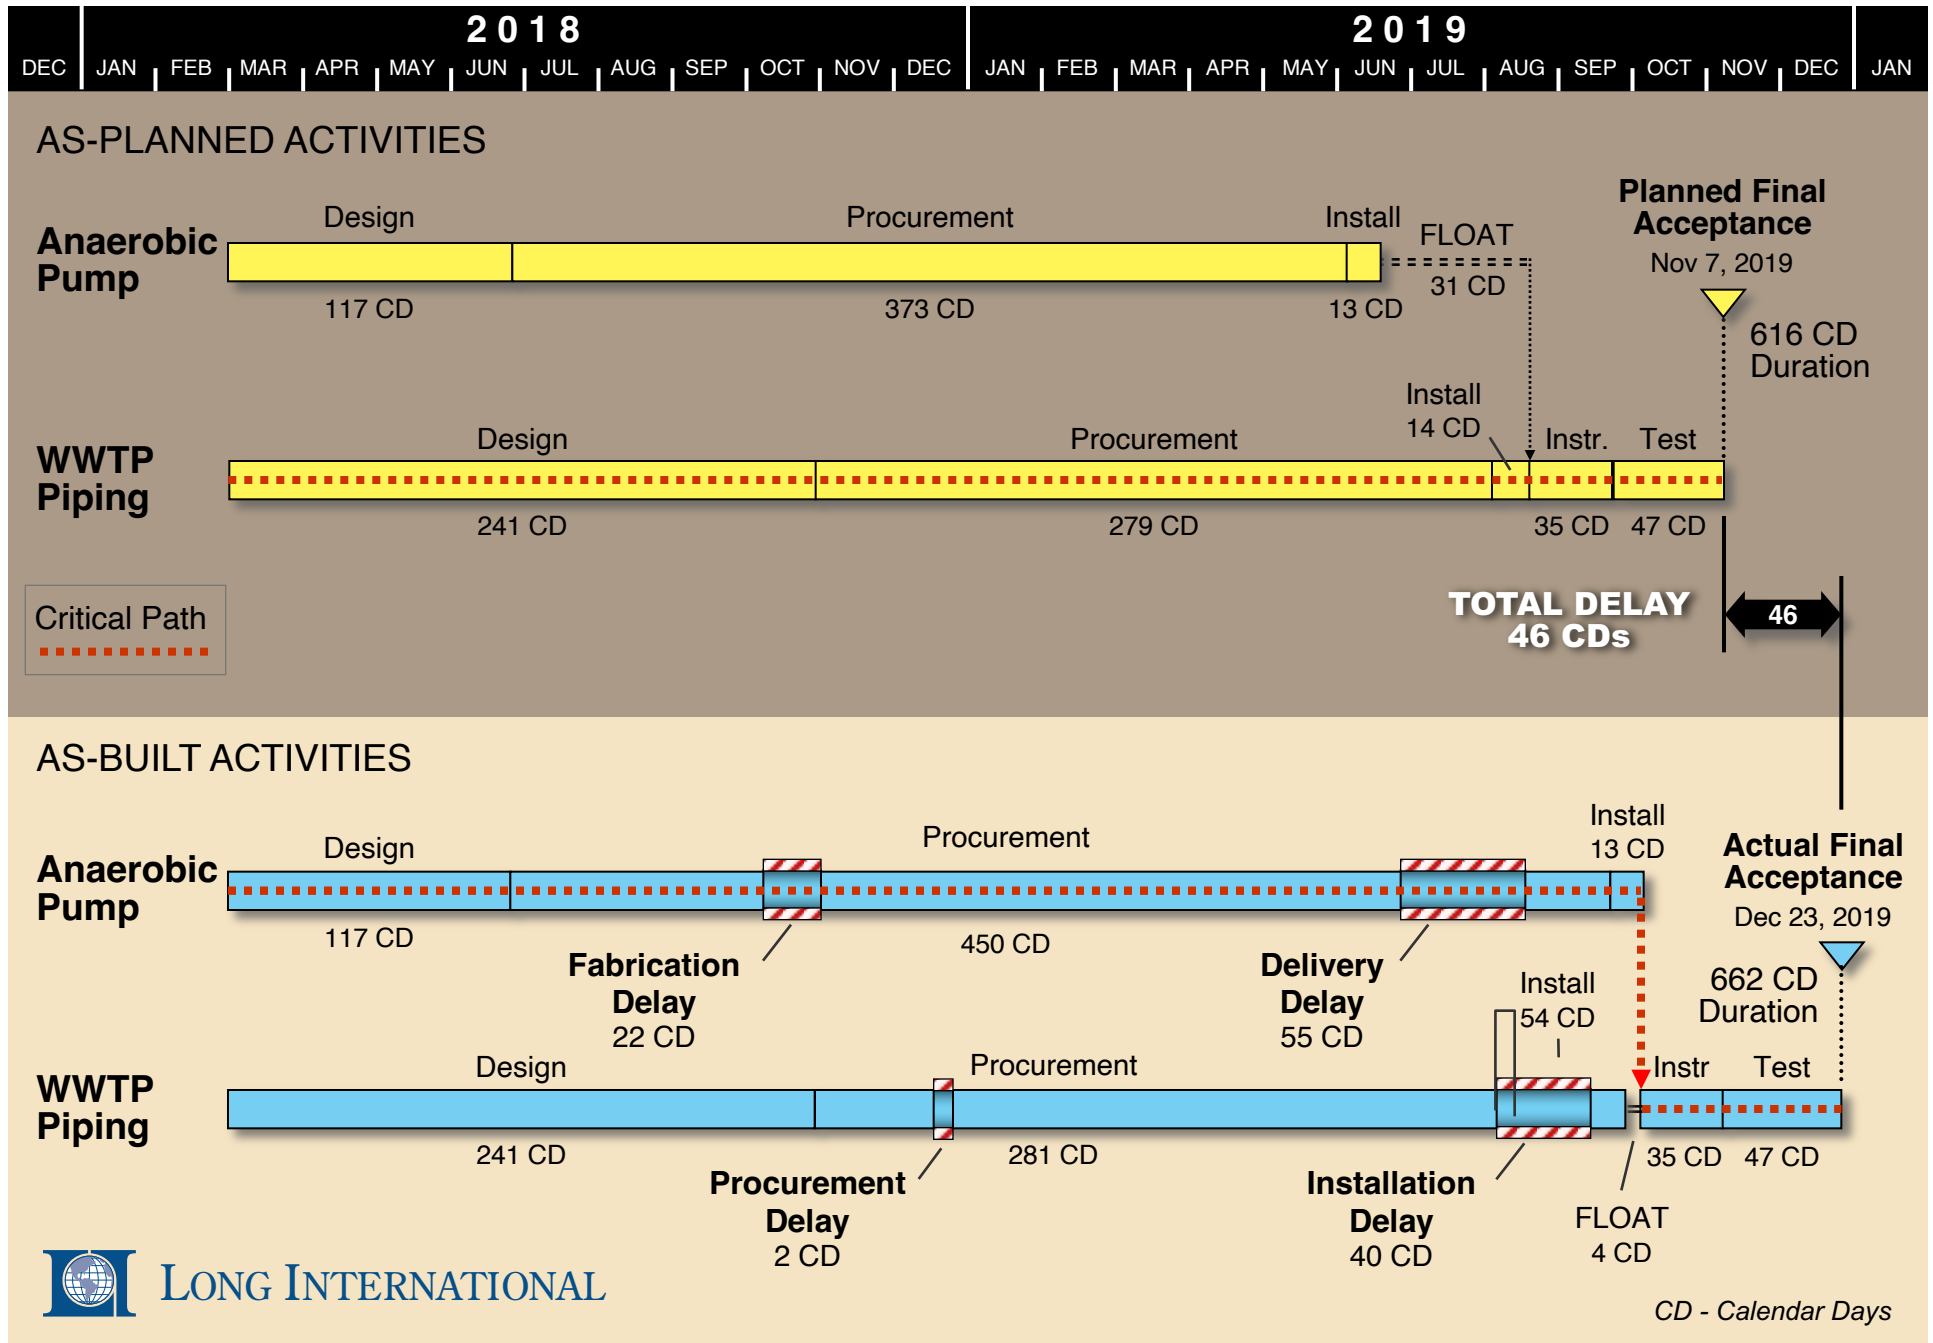 2018
2019
DEC JAN FEB MAR APR MAY JUN JUL AUG SEP OCT NOV DEC JAN FEB MAR APR MAY JUN JUL AUG SEP OCT NOV DEC JAN
AS-PLANNED ACTIVITIES
Anaerobic
Pump
Design
Procurement
Install
FLOAT
117 CD
373 CD
13 CD
31 CD
Planned Final
Acceptance
Nov 7, 2019
616 CD
Duration
WWTP
Piping
Design
Procurement
Install
14 CD
Instr.
Test
241 CD
279 CD
35 CD
47 CD
Critical Path
TOTAL DELAY
46 CDs
46
AS-BUILT ACTIVITIES
Anaerobic
Pump
Design
Procurement
Install
13 CD
117 CD
450 CD
Fabrication
Delay
22 CD
Delivery
Delay
55 CD
Actual Final
Acceptance
Dec 23, 2019
662 CD
Duration
WWTP
Piping
Design
Procurement
Install
54 CD
Instr
Test
241 CD
281 CD
35 CD
47 CD
Procurement
Delay
2 CD
Installation
Delay
40 CD
FLOAT
4 CD
LONG INTERNATIONAL
CD - Calendar Days